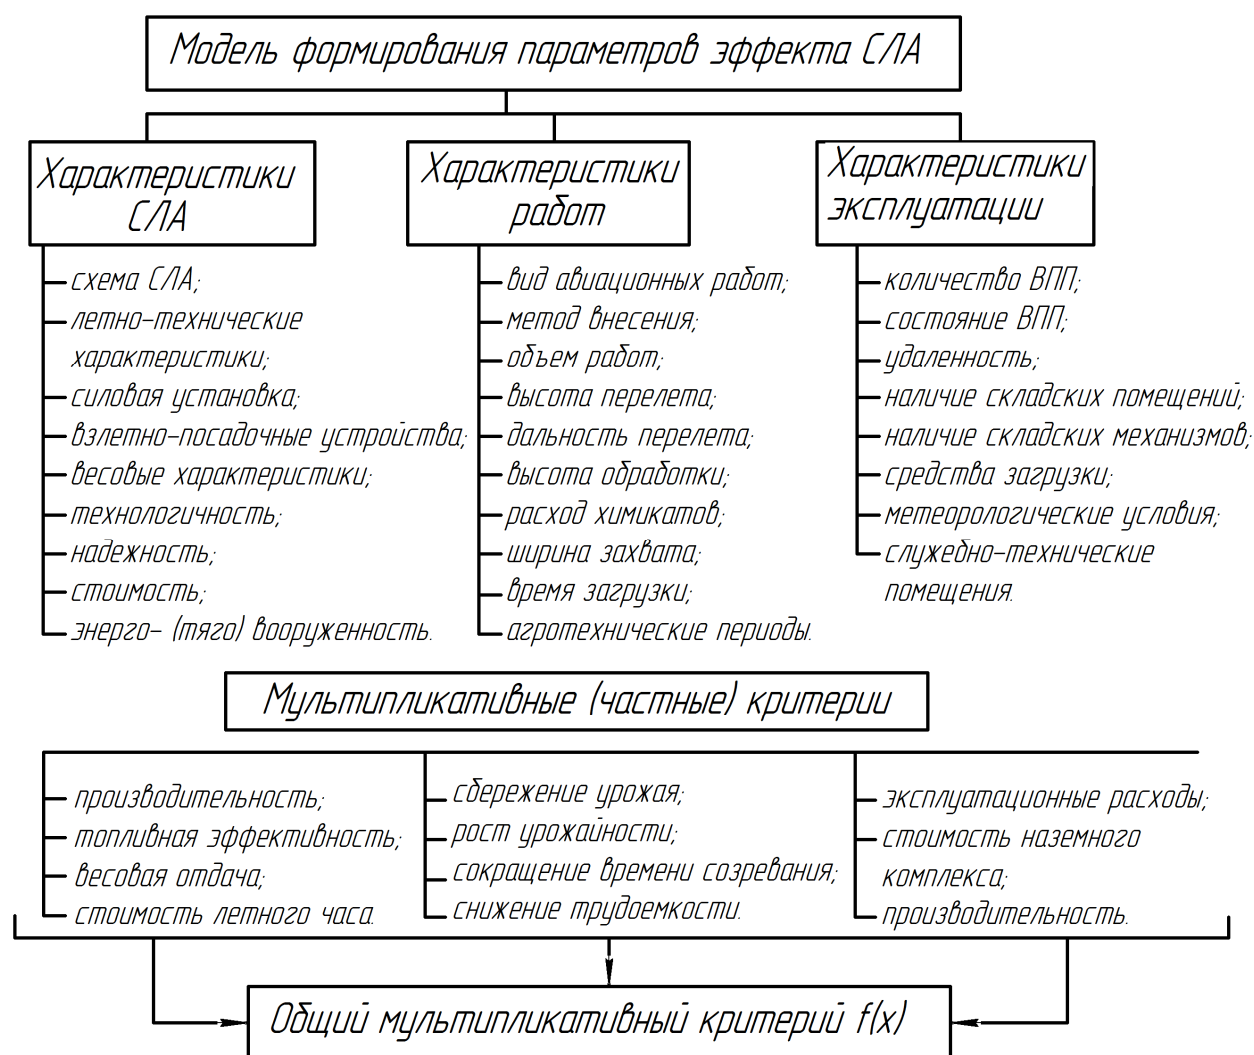 Модель формирования параметров эффекта СЛА
Характеристики
СЛА
схема СЛА;
летно-технические
характеристики;
силовая установка;
взлетно-посадочные устройства;
весовые характеристики;
технологичность;
надежность;
стоимость;
энерго- (тяго) вооруженность.
Характеристики
работ
вид авиационных работ;
метод внесения;
объем работ;
высота перелета;
дальность перелета;
высота обработки;
расход химикатов;
ширина захвата;
время загрузки;
агротехнические периоды.
Характеристики
эксплуатации
количество ВПП;
состояние ВПП;
удаленность;
наличие складских помещений;
наличие складских механизмов;
средства загрузки;
метеорологические условия;
служебно-технические
помещения.
Мультипликативные (частные) критерии
производительность;
топливная эффективность;
весовая отдача;
стоимость летного часа.
сбережение урожая;
рост урожайности;
сокращение времени созревания;
снижение трудоемкости.
эксплуатационные расходы;
стоимость наземного
комплекса;
производительность.
Общий мультипликативный критерий f(x)